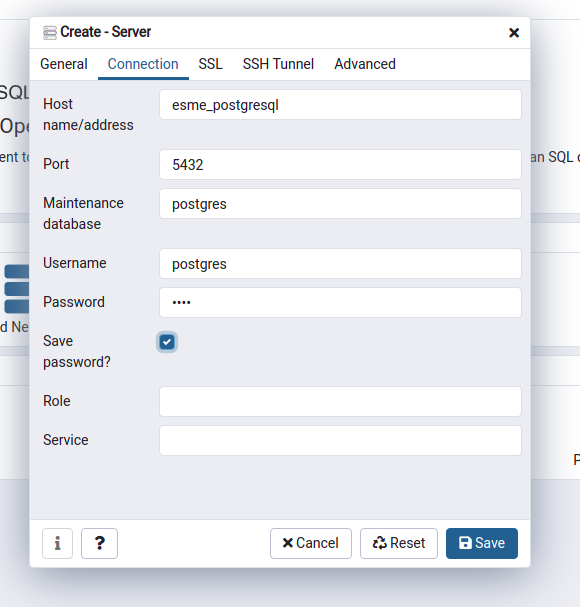 Create - Server
General Connection SSL SSH Tunnel Advanced
SQL
Host
name/address
esme_postgresql
Ope
Port
5432
ent to
an SQL
Maintenance
database
postgres
Username
postgres
Password
••••
d Ne
Save
password?
Role
Service
P
i ? Cancel Reset Save